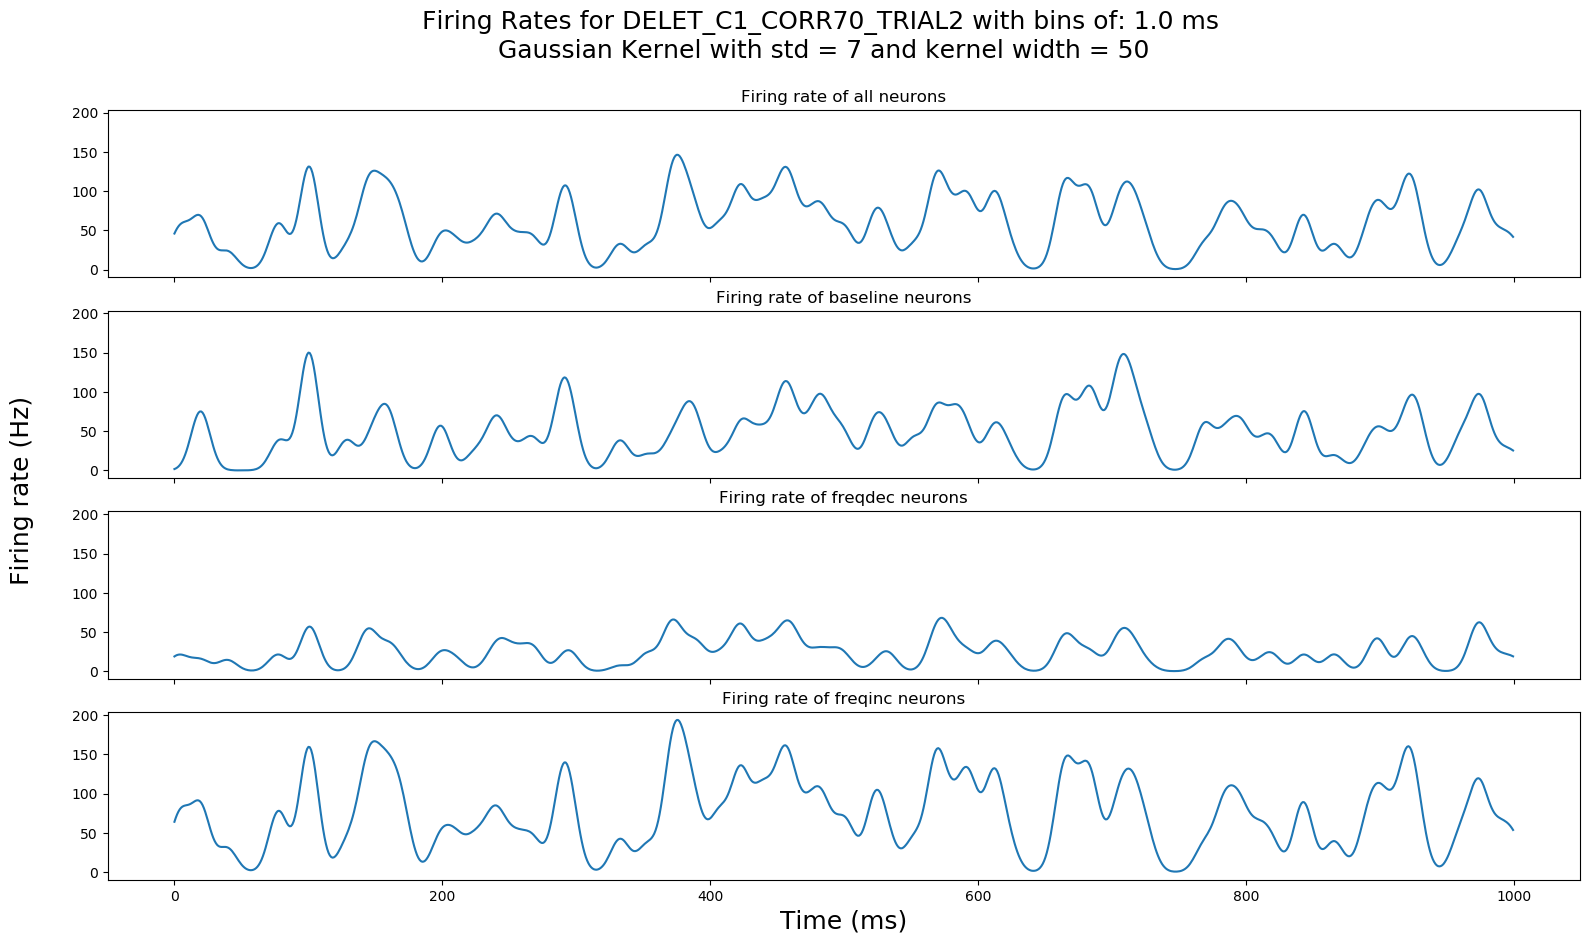 Firing Rates for DELET_C1_CORR70_TRIAL2 with bins of: 1.0 ms
Gaussian Kernel with std = 7 and kernel width = 50
Firing rate of all neurons
200
150
100
50
0
Firing rate of baseline neurons
200
150
100
50
0
Firing rate (Hz)
Firing rate of freqdec neurons
200
150
100
50
0
Firing rate of freqinc neurons
200
150
100
50
0
0 200 400 600 800 1000
Time (ms)